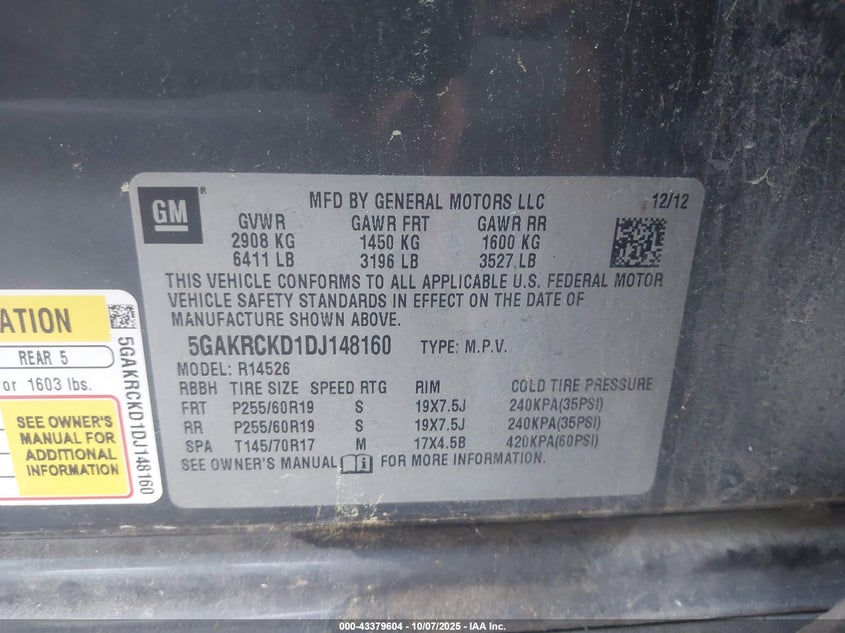 GM
MFD BY GENERAL MOTORS LLC 12/12
GVWR GAWR FRT GAWR RR
2908 KG 1450 KG 1600 KG
6411 LB 3196 LB 3527 LB
THIS VEHICLE CONFORMS TO ALL APPLICABLE U.S. FEDERAL MOTOR
VEHICLE SAFETY STANDARDS IN EFFECT ON THE DATE OF
MANUFACTURE SHOWN ABOVE.
5GAKRCKD1DJ148160 TYPE: M.P.V.
MODEL: R14526
RBBH TIRE SIZE SPEED RTG RIM COLD TIRE PRESSURE
FRT P255/60R19 S 19X7.5J 240KPA(35PSI)
RR P255/60R19 S 19X7.5J 240KPA(35PSI)
SPA T145/70R17 M 17X4.5B 420KPA(60PSI)
SEE OWNER'S MANUAL FOR MORE INFORMATION.
ATION
REAR 5
or 1603 lbs.
SEE OWNER'S
MANUAL FOR
ADDITIONAL
INFORMATION
5GAKRCKD1DJ148160
000-43379604 - 10/07/2025 - IAA Inc.